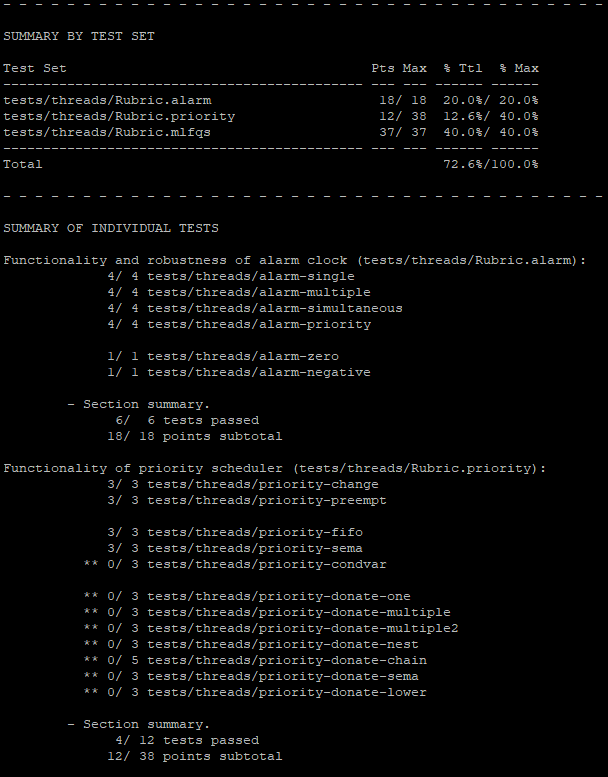 - - - - - - - - - - - - - - - - - - - - - - - - - - - - - - - - - - - - - -
SUMMARY BY TEST SET
Test Set                                      Pts Max  % Ttl  % Max
--------------------------------------------- --- --- ------ ------
tests/threads/Rubric.alarm                     18/ 18  20.0%/ 20.0%
tests/threads/Rubric.priority                  12/ 38  12.6%/ 40.0%
tests/threads/Rubric.mlfqs                     37/ 37  40.0%/ 40.0%
--------------------------------------------- --- --- ------ ------
Total                                                  72.6%/100.0%
- - - - - - - - - - - - - - - - - - - - - - - - - - - - - - - - - - - - - -
SUMMARY OF INDIVIDUAL TESTS
Functionality and robustness of alarm clock (tests/threads/Rubric.alarm):
             4/ 4 tests/threads/alarm-single
             4/ 4 tests/threads/alarm-multiple
             4/ 4 tests/threads/alarm-simultaneous
             4/ 4 tests/threads/alarm-priority
             1/ 1 tests/threads/alarm-zero
             1/ 1 tests/threads/alarm-negative
        - Section summary.
              6/  6 tests passed
             18/ 18 points subtotal
Functionality of priority scheduler (tests/threads/Rubric.priority):
             3/ 3 tests/threads/priority-change
             3/ 3 tests/threads/priority-preempt
             3/ 3 tests/threads/priority-fifo
             3/ 3 tests/threads/priority-sema
          ** 0/ 3 tests/threads/priority-condvar
          ** 0/ 3 tests/threads/priority-donate-one
          ** 0/ 3 tests/threads/priority-donate-multiple
          ** 0/ 3 tests/threads/priority-donate-multiple2
          ** 0/ 3 tests/threads/priority-donate-nest
          ** 0/ 5 tests/threads/priority-donate-chain
          ** 0/ 3 tests/threads/priority-donate-sema
          ** 0/ 3 tests/threads/priority-donate-lower
        - Section summary.
              4/ 12 tests passed
             12/ 38 points subtotal